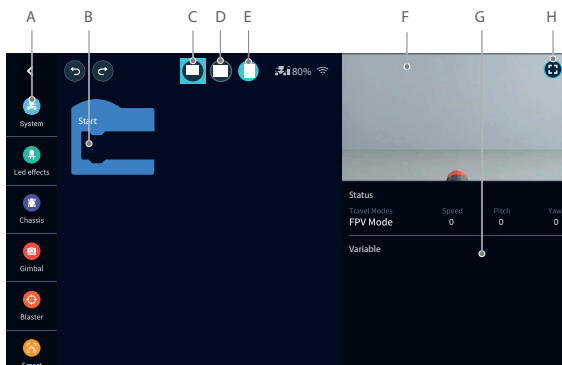 A B C D E F G H
80%
Start
System
Led effects
Chassis
Gimbal
Blaster
Smart
Status
Travel Modes Speed Pitch Yaw
FPV Mode 0 0 0
Variable